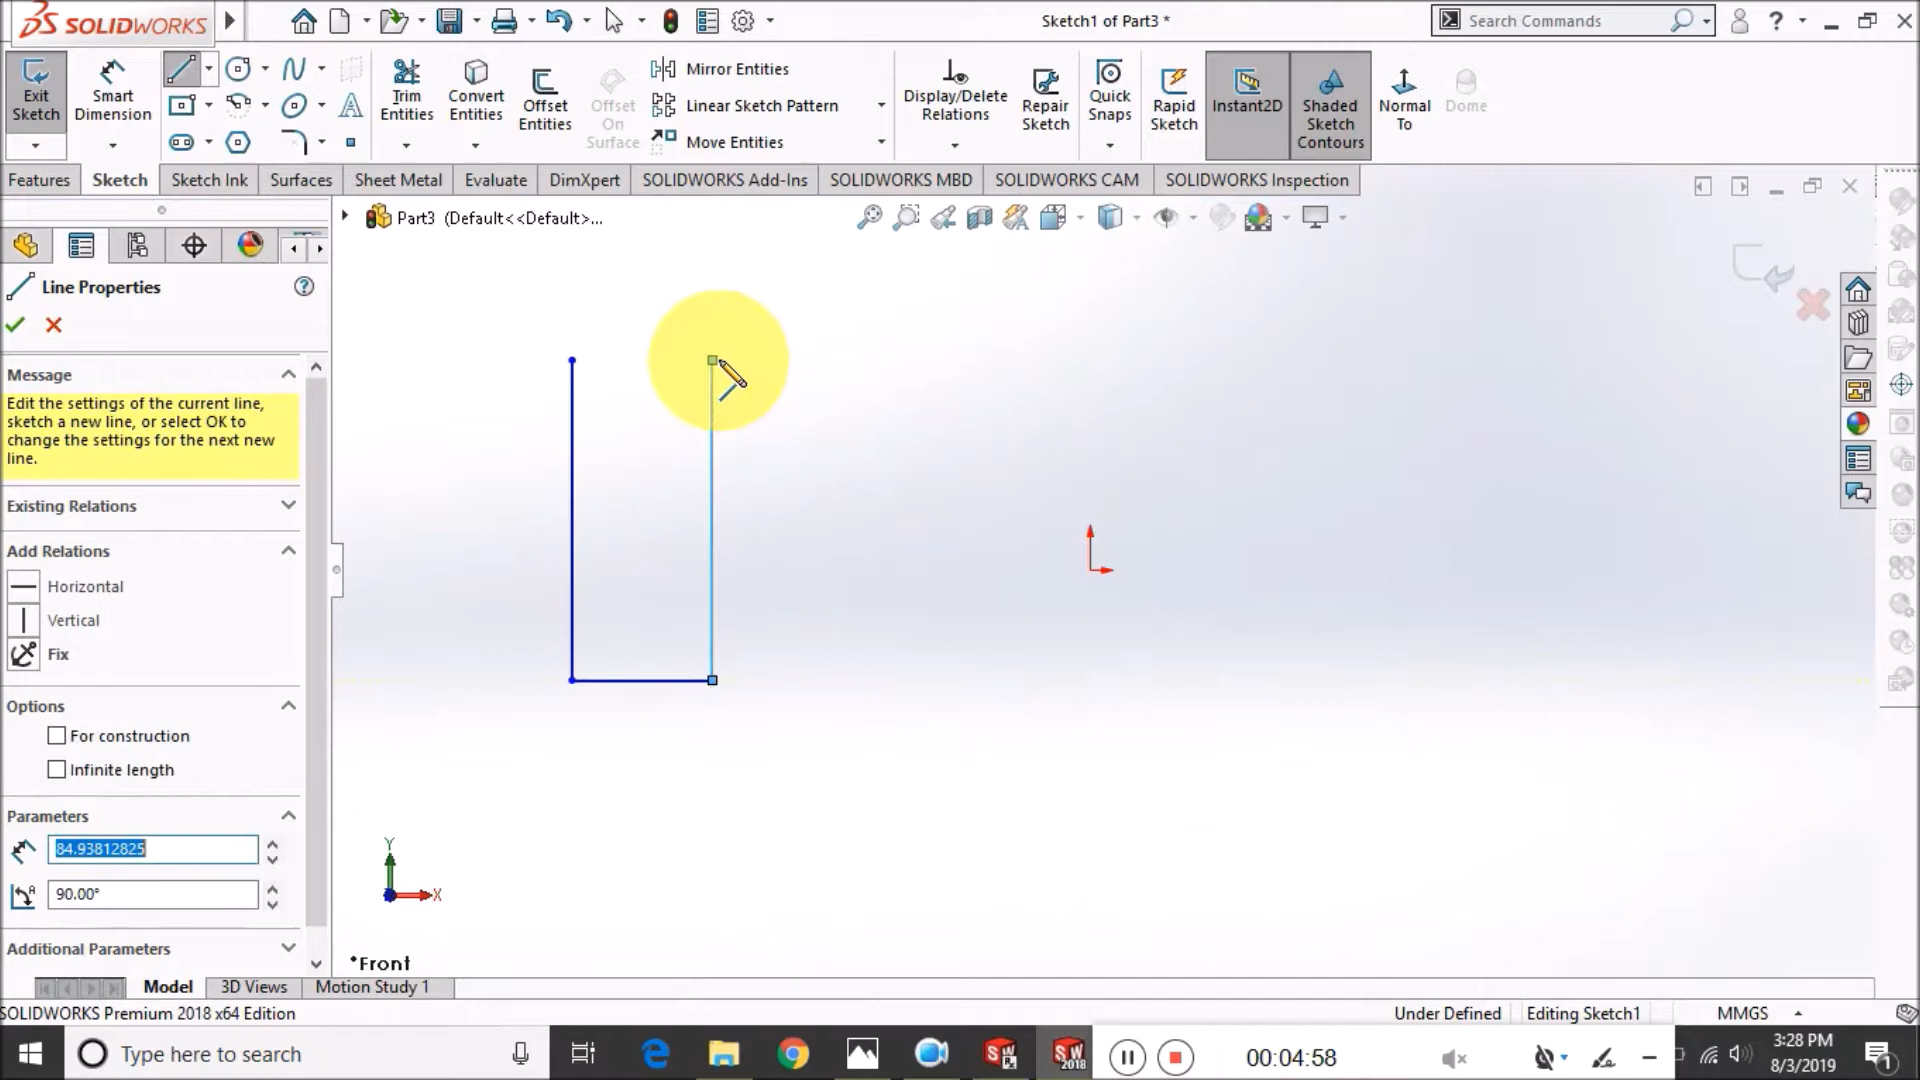 SOLIDWORKS
Sketch1 of Part3 *
Search Commands
Exit Sketch
Smart Dimension
Trim Entities
Convert Entities
Offset Entities
Offset On Surface
Mirror Entities
Linear Sketch Pattern
Move Entities
Display/Delete Relations
Repair Sketch
Quick Snaps
Rapid Sketch
Instant2D
Shaded Sketch Contours
Normal To
Dome
Features
Sketch
Sketch Ink
Surfaces
Sheet Metal
Evaluate
DimXpert
SOLIDWORKS Add-Ins
SOLIDWORKS MBD
SOLIDWORKS CAM
SOLIDWORKS Inspection
Part3 (Default<<Default>...
Line Properties
Message
Edit the settings of the current line,
sketch a new line, or select OK to
change the settings for the next new
line.
Existing Relations
Add Relations
Horizontal
Vertical
Fix
Options
For construction
Infinite length
Parameters
84.93812825
90.00°
Additional Parameters
Y
X
*Front
Model
3D Views
Motion Study 1
SOLIDWORKS Premium 2018 x64 Edition
Under Defined
Editing Sketch1
MMGS
Type here to search
SW
SW
2018
00:04:58
3:28 PM
8/3/2019
1